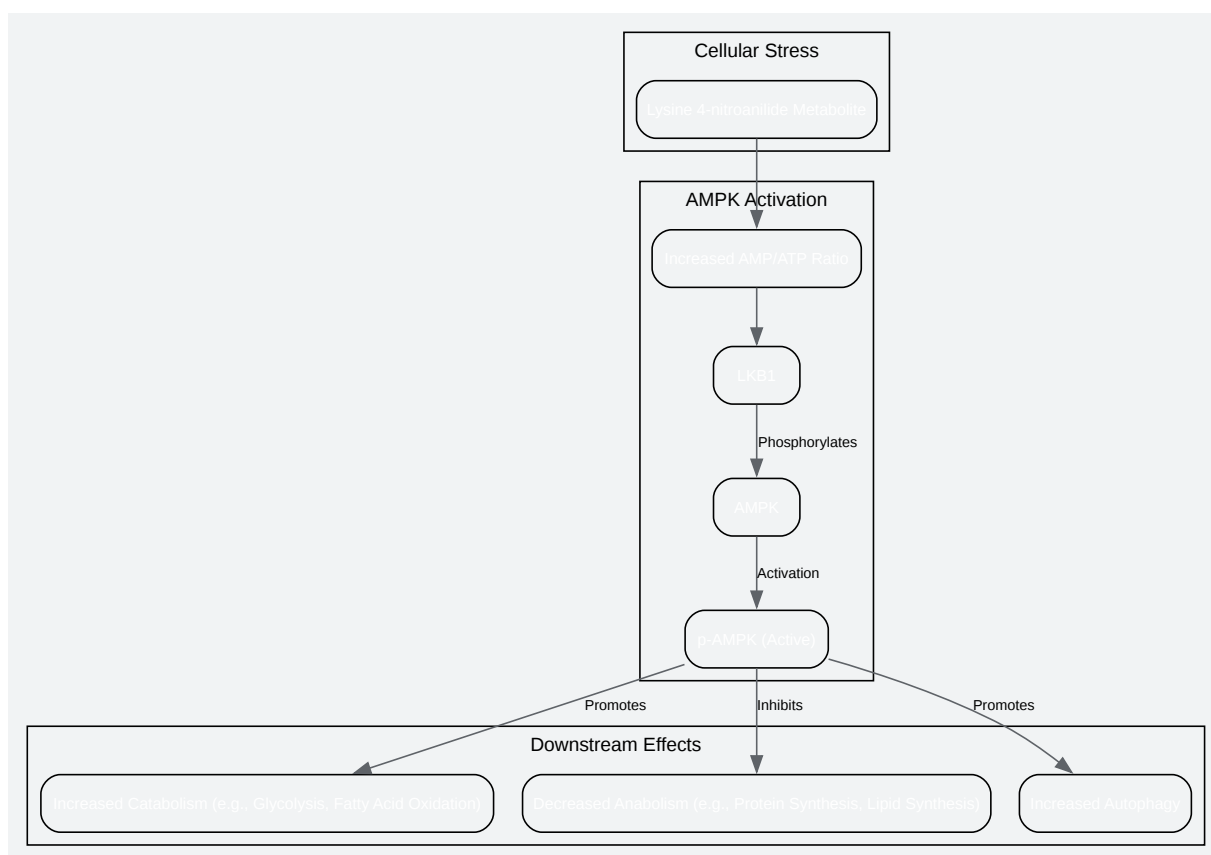 Cellular Stress
Lysine 4-nitroanilide Metabolite
AMPK Activation
Increased AMP/ATP Ratio
LKB1
Phosphorylates
AMPK
Activation
p-AMPK (Active)
Promotes
Inhibits
Promotes
Downstream Effects
Increased Catabolism (e.g., Glycolysis, Fatty Acid Oxidation)
Decreased Anabolism (e.g., Protein Synthesis, Lipid Synthesis)
Increased Autophagy